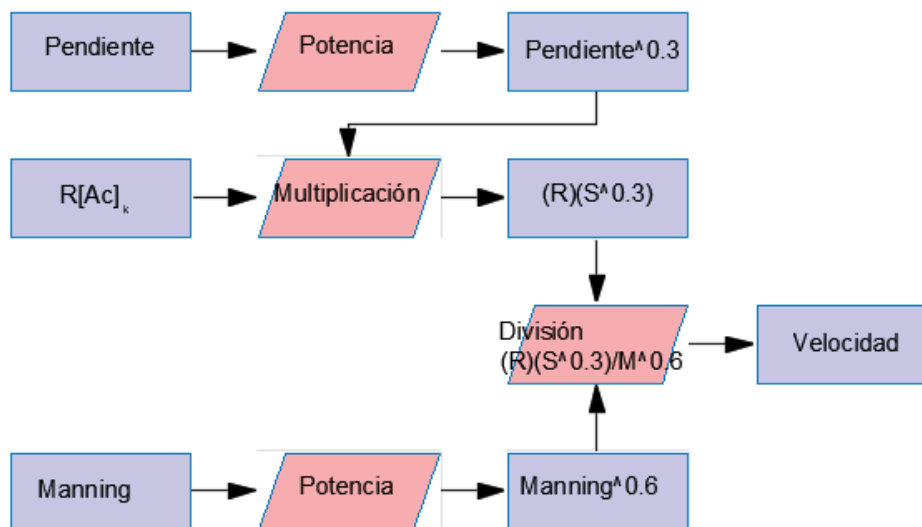 Pendiente
Potencia
Pendiente^0.3
R[Ac]k
Multiplicación
(R)(S^0.3)
División
(R)(S^0.3)/M^0.6
Velocidad
Manning
Potencia
Manning^0.6